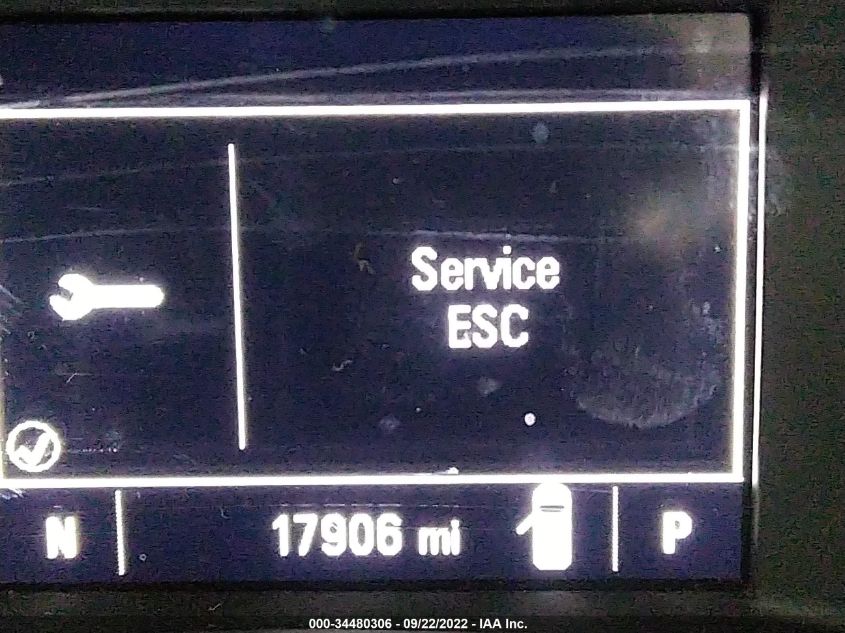 Service
ESC
N
17906 mi
P
000-34480306 - 09/22/2022 - IAA Inc.